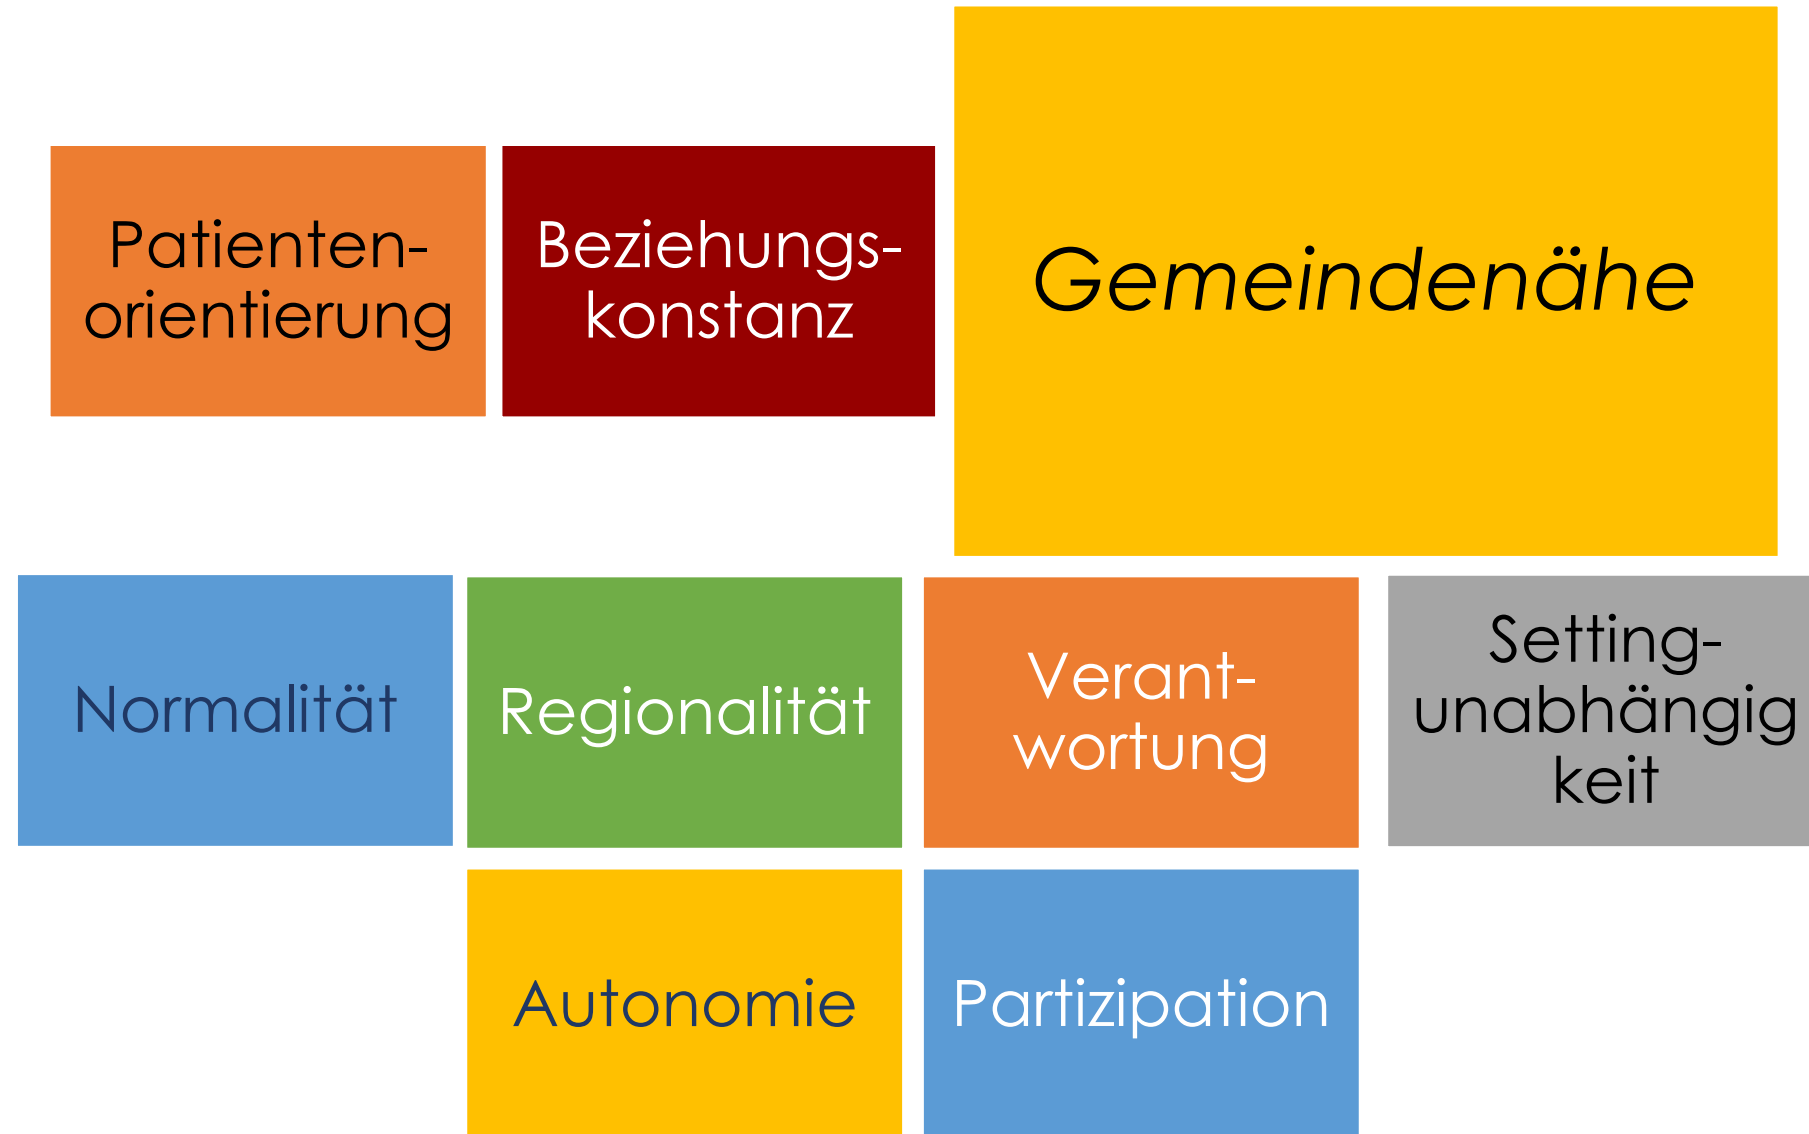 Patienten-
orientierung
Beziehungs-
konstanz
Gemeindenähe
Normalität
Regionalität
Verant-
wortung
Setting-
unabhängig
keit
Autonomie
Partizipation